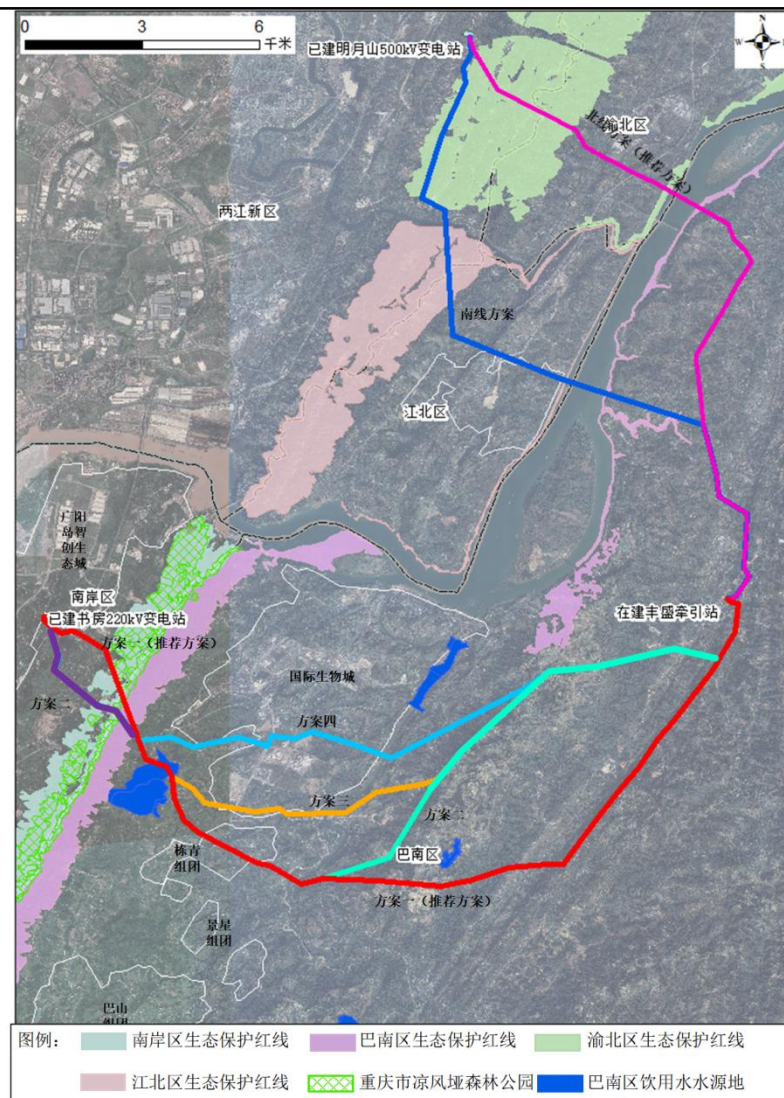 0 3 6
千米
N
W E
S
已建明月山500kV变电站
渝北区
北线方案（推荐方案）
两江新区
南线方案
江北区
广阳
岛智
创生
态城
南岸区
已建书房220kV变电站
方案一（推荐方案）
在建丰盛牵引站
国际生物城
方案二
方案四
方案三
方案二
巴南区
栋青
组团
方案一（推荐方案）
景星
组团
巴山
组团
图例：
南岸区生态保护红线
巴南区生态保护红线
渝北区生态保护红线
江北区生态保护红线
重庆市凉风垭森林公园
巴南区饮用水水源地